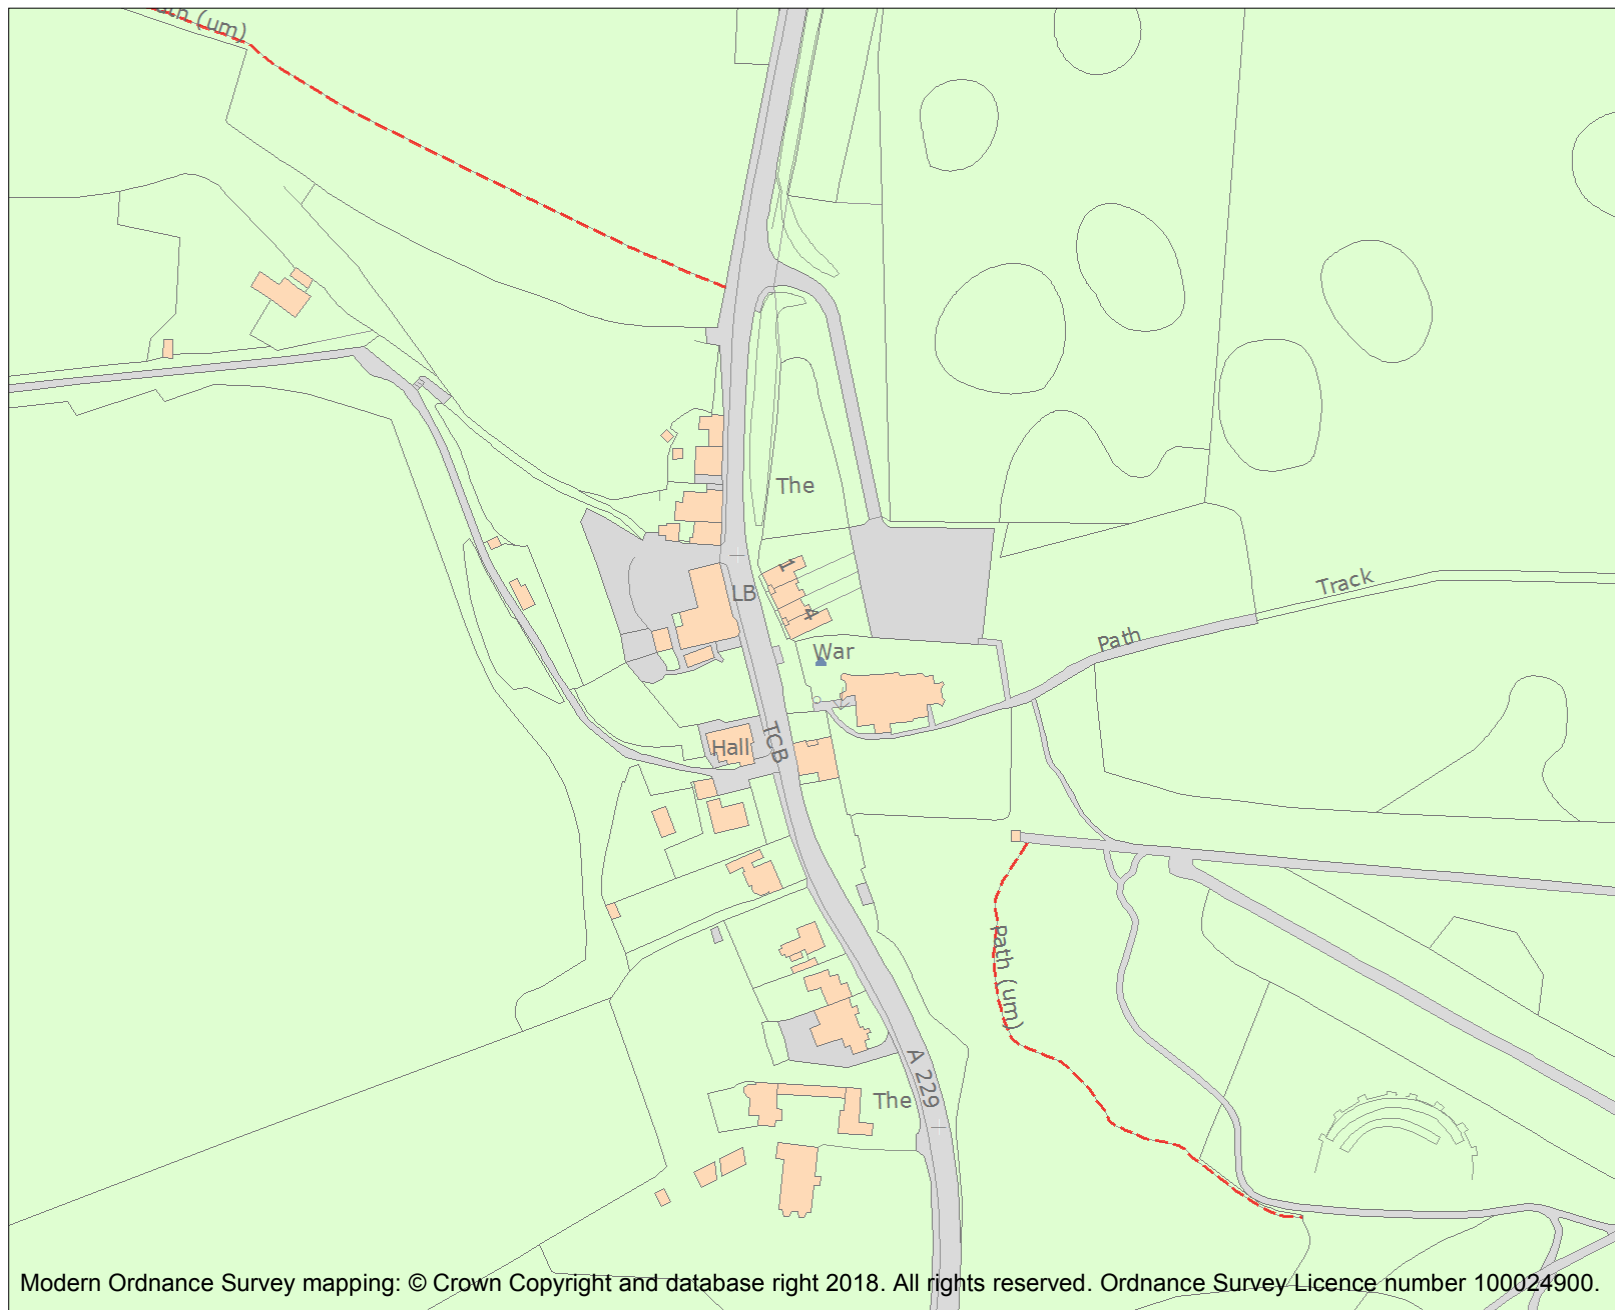 (um)
The
1
LB
4
Track
Path
War
Hall
TCB
Path (um)
A 229
The
Modern Ordnance Survey mapping: © Crown Copyright and database right 2018. All rights reserved. Ordnance Survey Licence number 100024900.